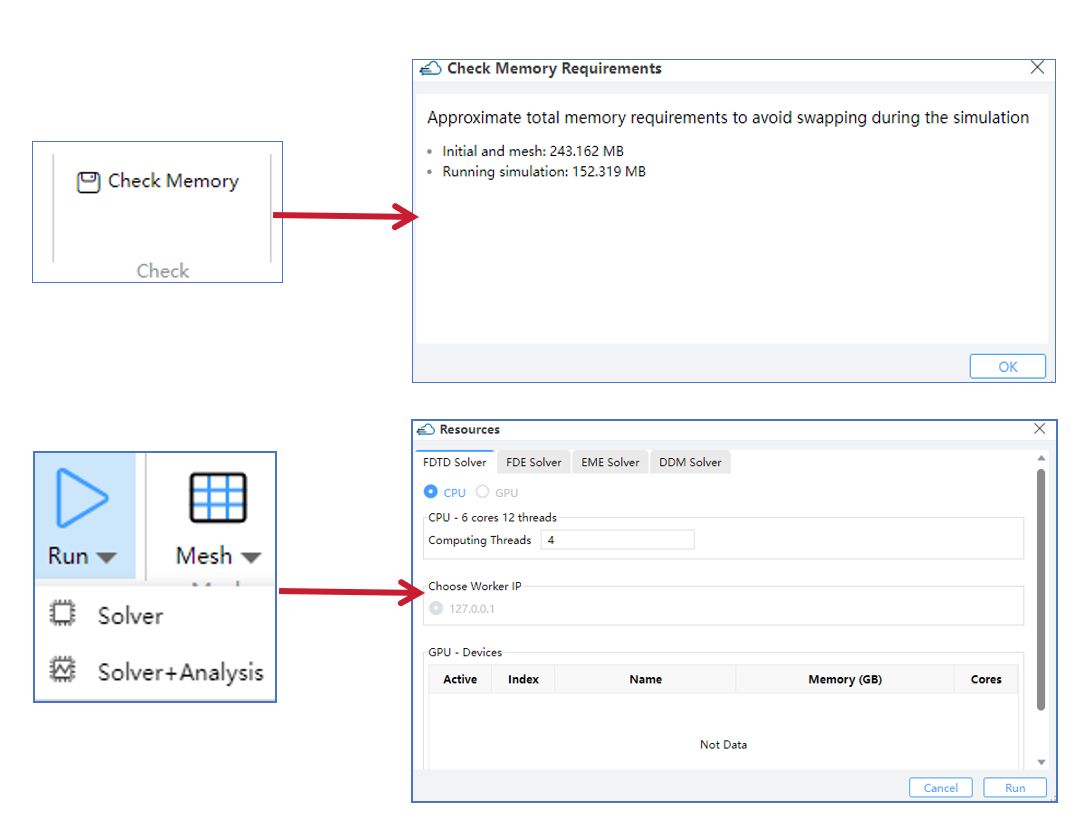 Check Memory
Check
Check Memory Requirements
Approximate total memory requirements to avoid swapping during the simulation
Initial and mesh: 243.162 MB
Running simulation: 152.319 MB
OK
Run
Mesh
Solver
Solver+Analysis
Resources
FDTD Solver FDE Solver EME Solver DDM Solver
CPU GPU
CPU - 6 cores 12 threads
Computing Threads 4
Choose Worker IP
127.0.0.1
GPU - Devices
Active Index Name Memory (GB) Cores
Not Data
Cancel Run